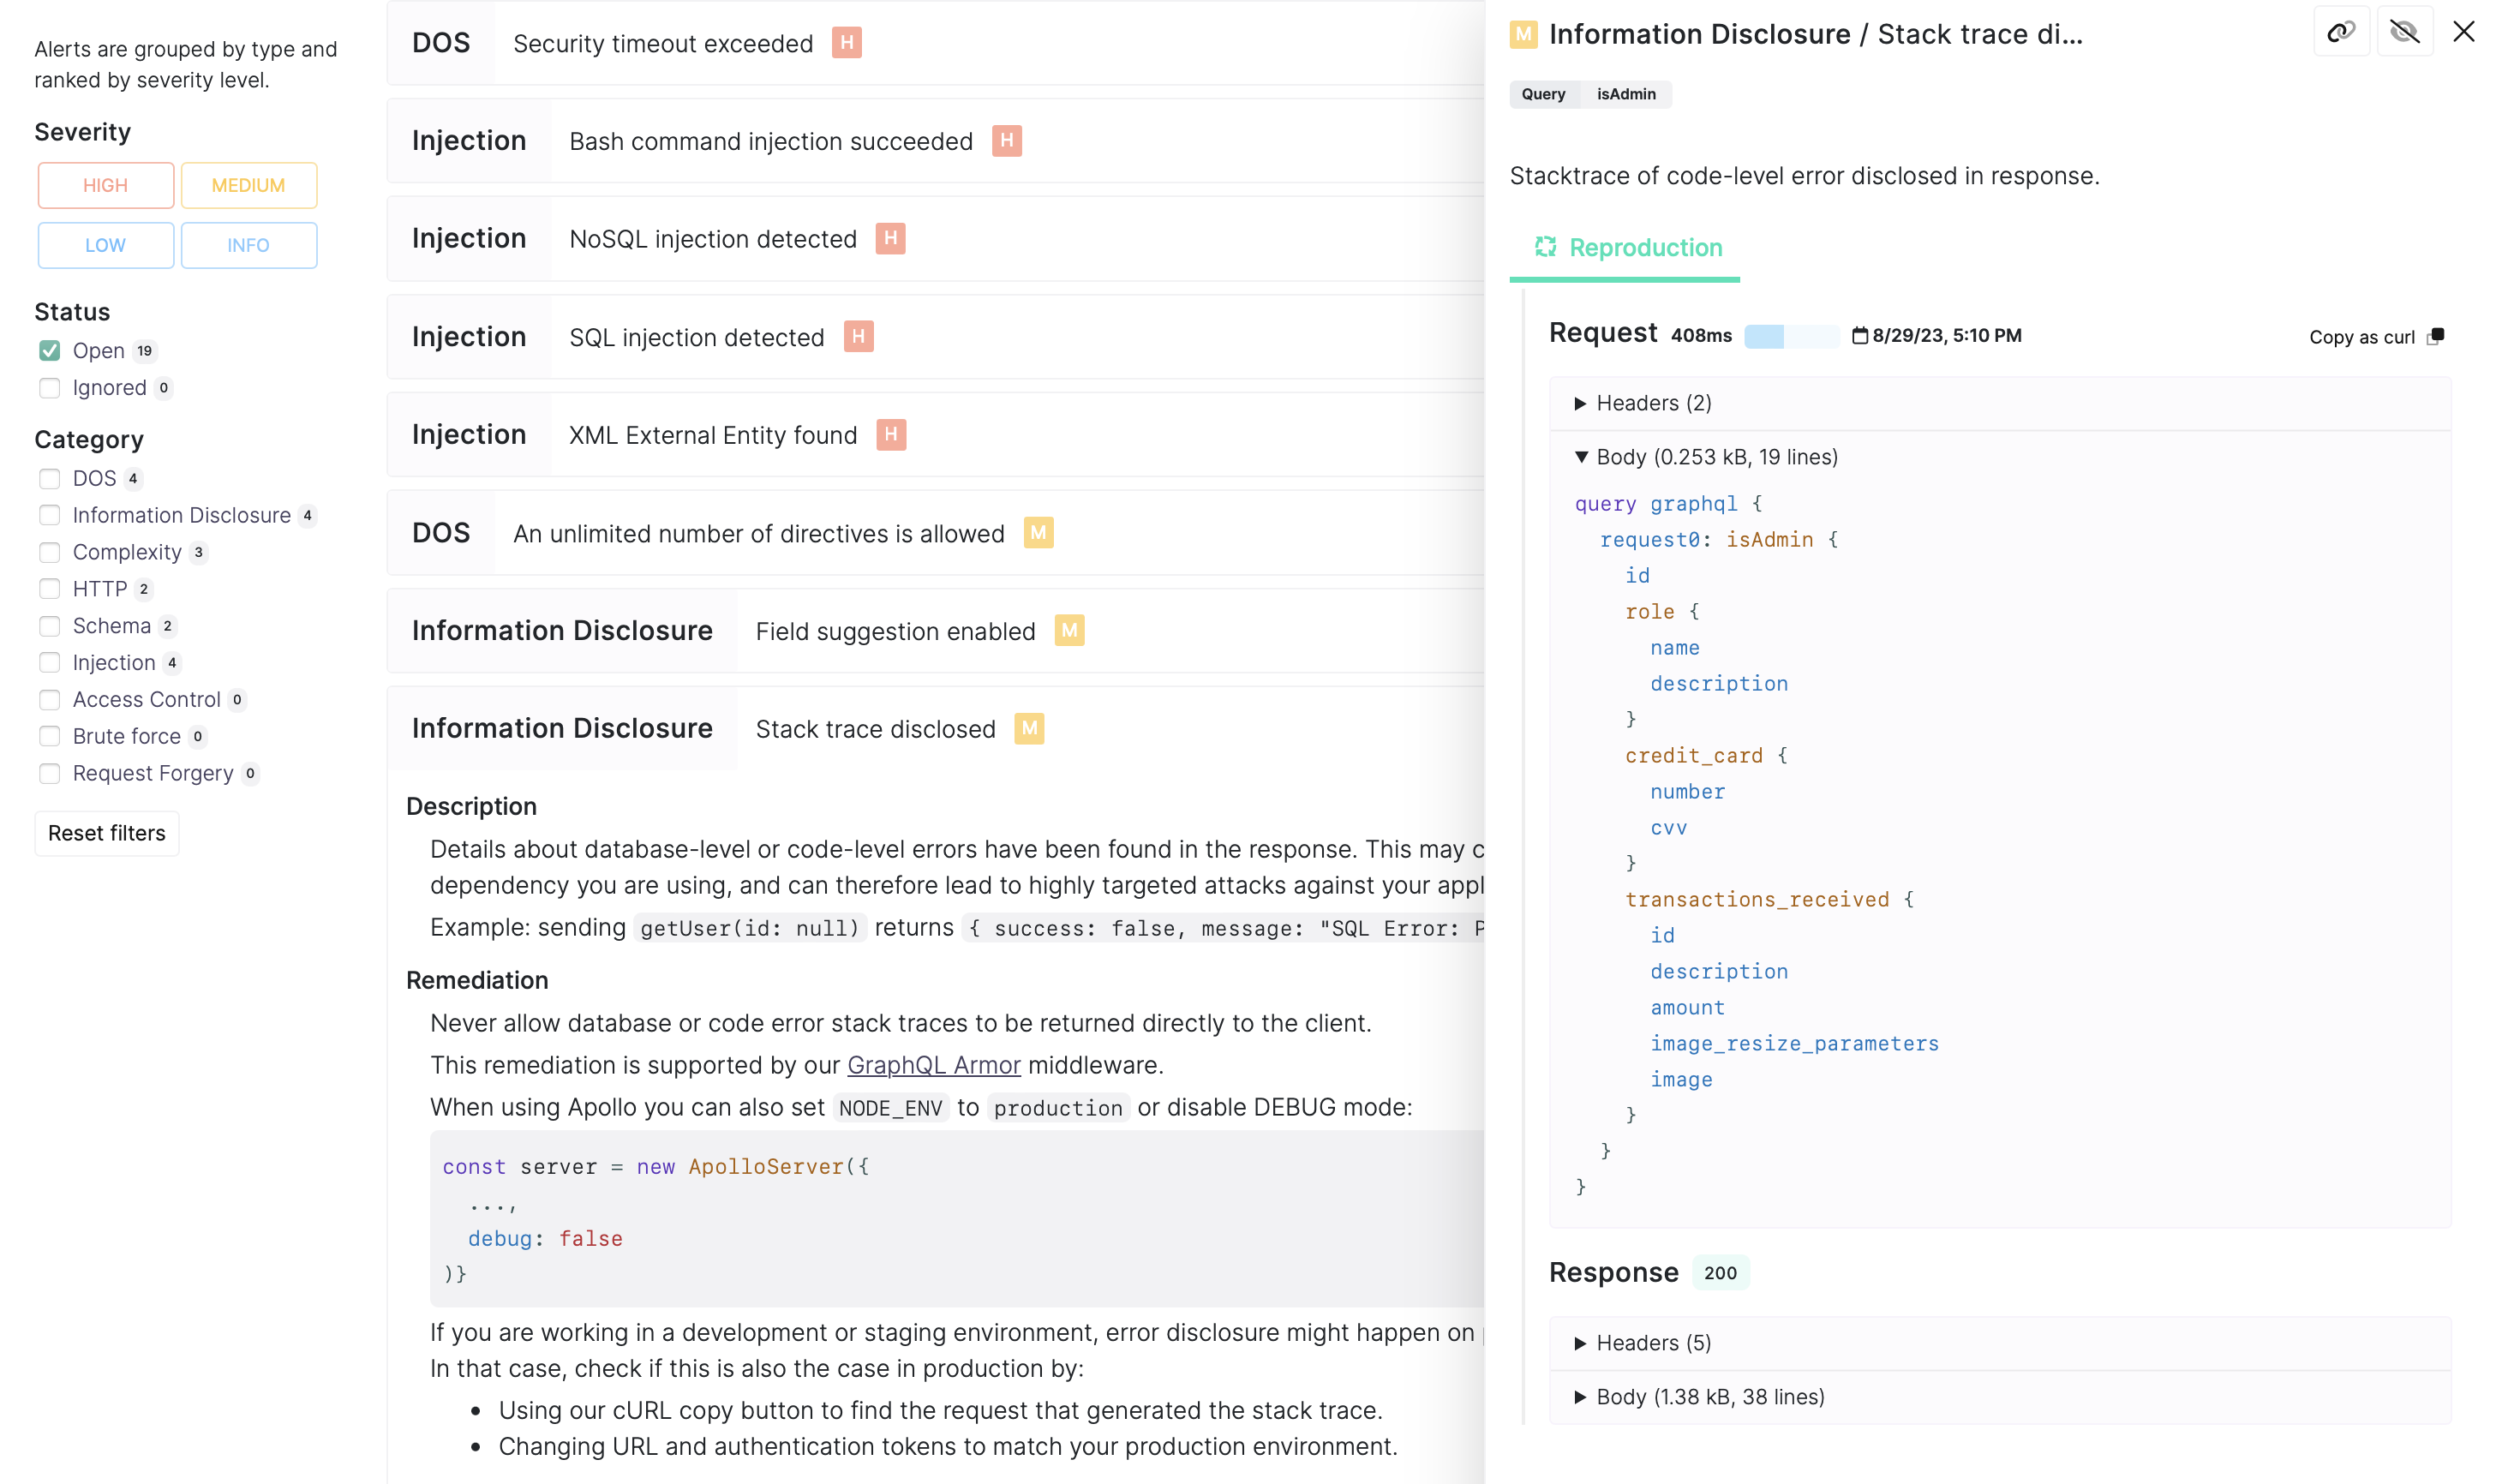 Alerts are grouped by type and
ranked by severity level.
Severity
HIGH
MEDIUM
LOW
INFO
Status
Open 19
Ignored 0
Category
DOS 4
Information Disclosure 4
Complexity 3
HTTP 2
Schema 2
Injection 4
Access Control 0
Brute force 0
Request Forgery 0
Reset filters
DOS Security timeout exceeded H
Injection Bash command injection succeeded H
Injection NoSQL injection detected H
Injection SQL injection detected H
Injection XML External Entity found H
DOS An unlimited number of directives is allowed M
Information Disclosure Field suggestion enabled M
Information Disclosure Stack trace disclosed M
Description
Details about database-level or code-level errors have been found in the response. This may
dependency you are using, and can therefore lead to highly targeted attacks against your
Example: sending getUser(id: null) returns { success: false, message: "SQL Error:
Remediation
Never allow database or code error stack traces to be returned directly to the client.
This remediation is supported by our GraphQL Armor middleware.
When using Apollo you can also set NODE_ENV to production or disable DEBUG mode:
const server = new ApolloServer({
...,
debug: false
)}
If you are working in a development or staging environment, error disclosure might happen on
In that case, check if this is also the case in production by:
• Using our cURL copy button to find the request that generated the stack trace.
• Changing URL and authentication tokens to match your production environment.
M Information Disclosure / Stack trace di...
Query isAdmin
Stacktrace of code-level error disclosed in response.
Reproduction
Request 408ms 8/29/23, 5:10 PM Copy as curl
▶ Headers (2)
▼ Body (0.253 kB, 19 lines)
query graphql {
request0: isAdmin {
id
role {
name
description
}
credit_card {
number
cvv
}
transactions_received {
id
description
amount
image_resize_parameters
image
}
}
}
Response 200
▶ Headers (5)
▶ Body (1.38 kB, 38 lines)